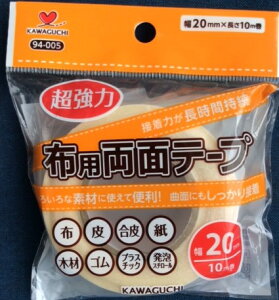 KAWAGUCHI
94-005
幅20mm×長さ10m巻
超強力
接着力が長時間持続
布用両面テープ
いろいろな素材に使えて便利!
曲面にもしっかり接着
布 皮 合皮 紙
木材 ゴム プラスチック 発泡スチロール
幅20mm
10m巻
KAWAGUCHI